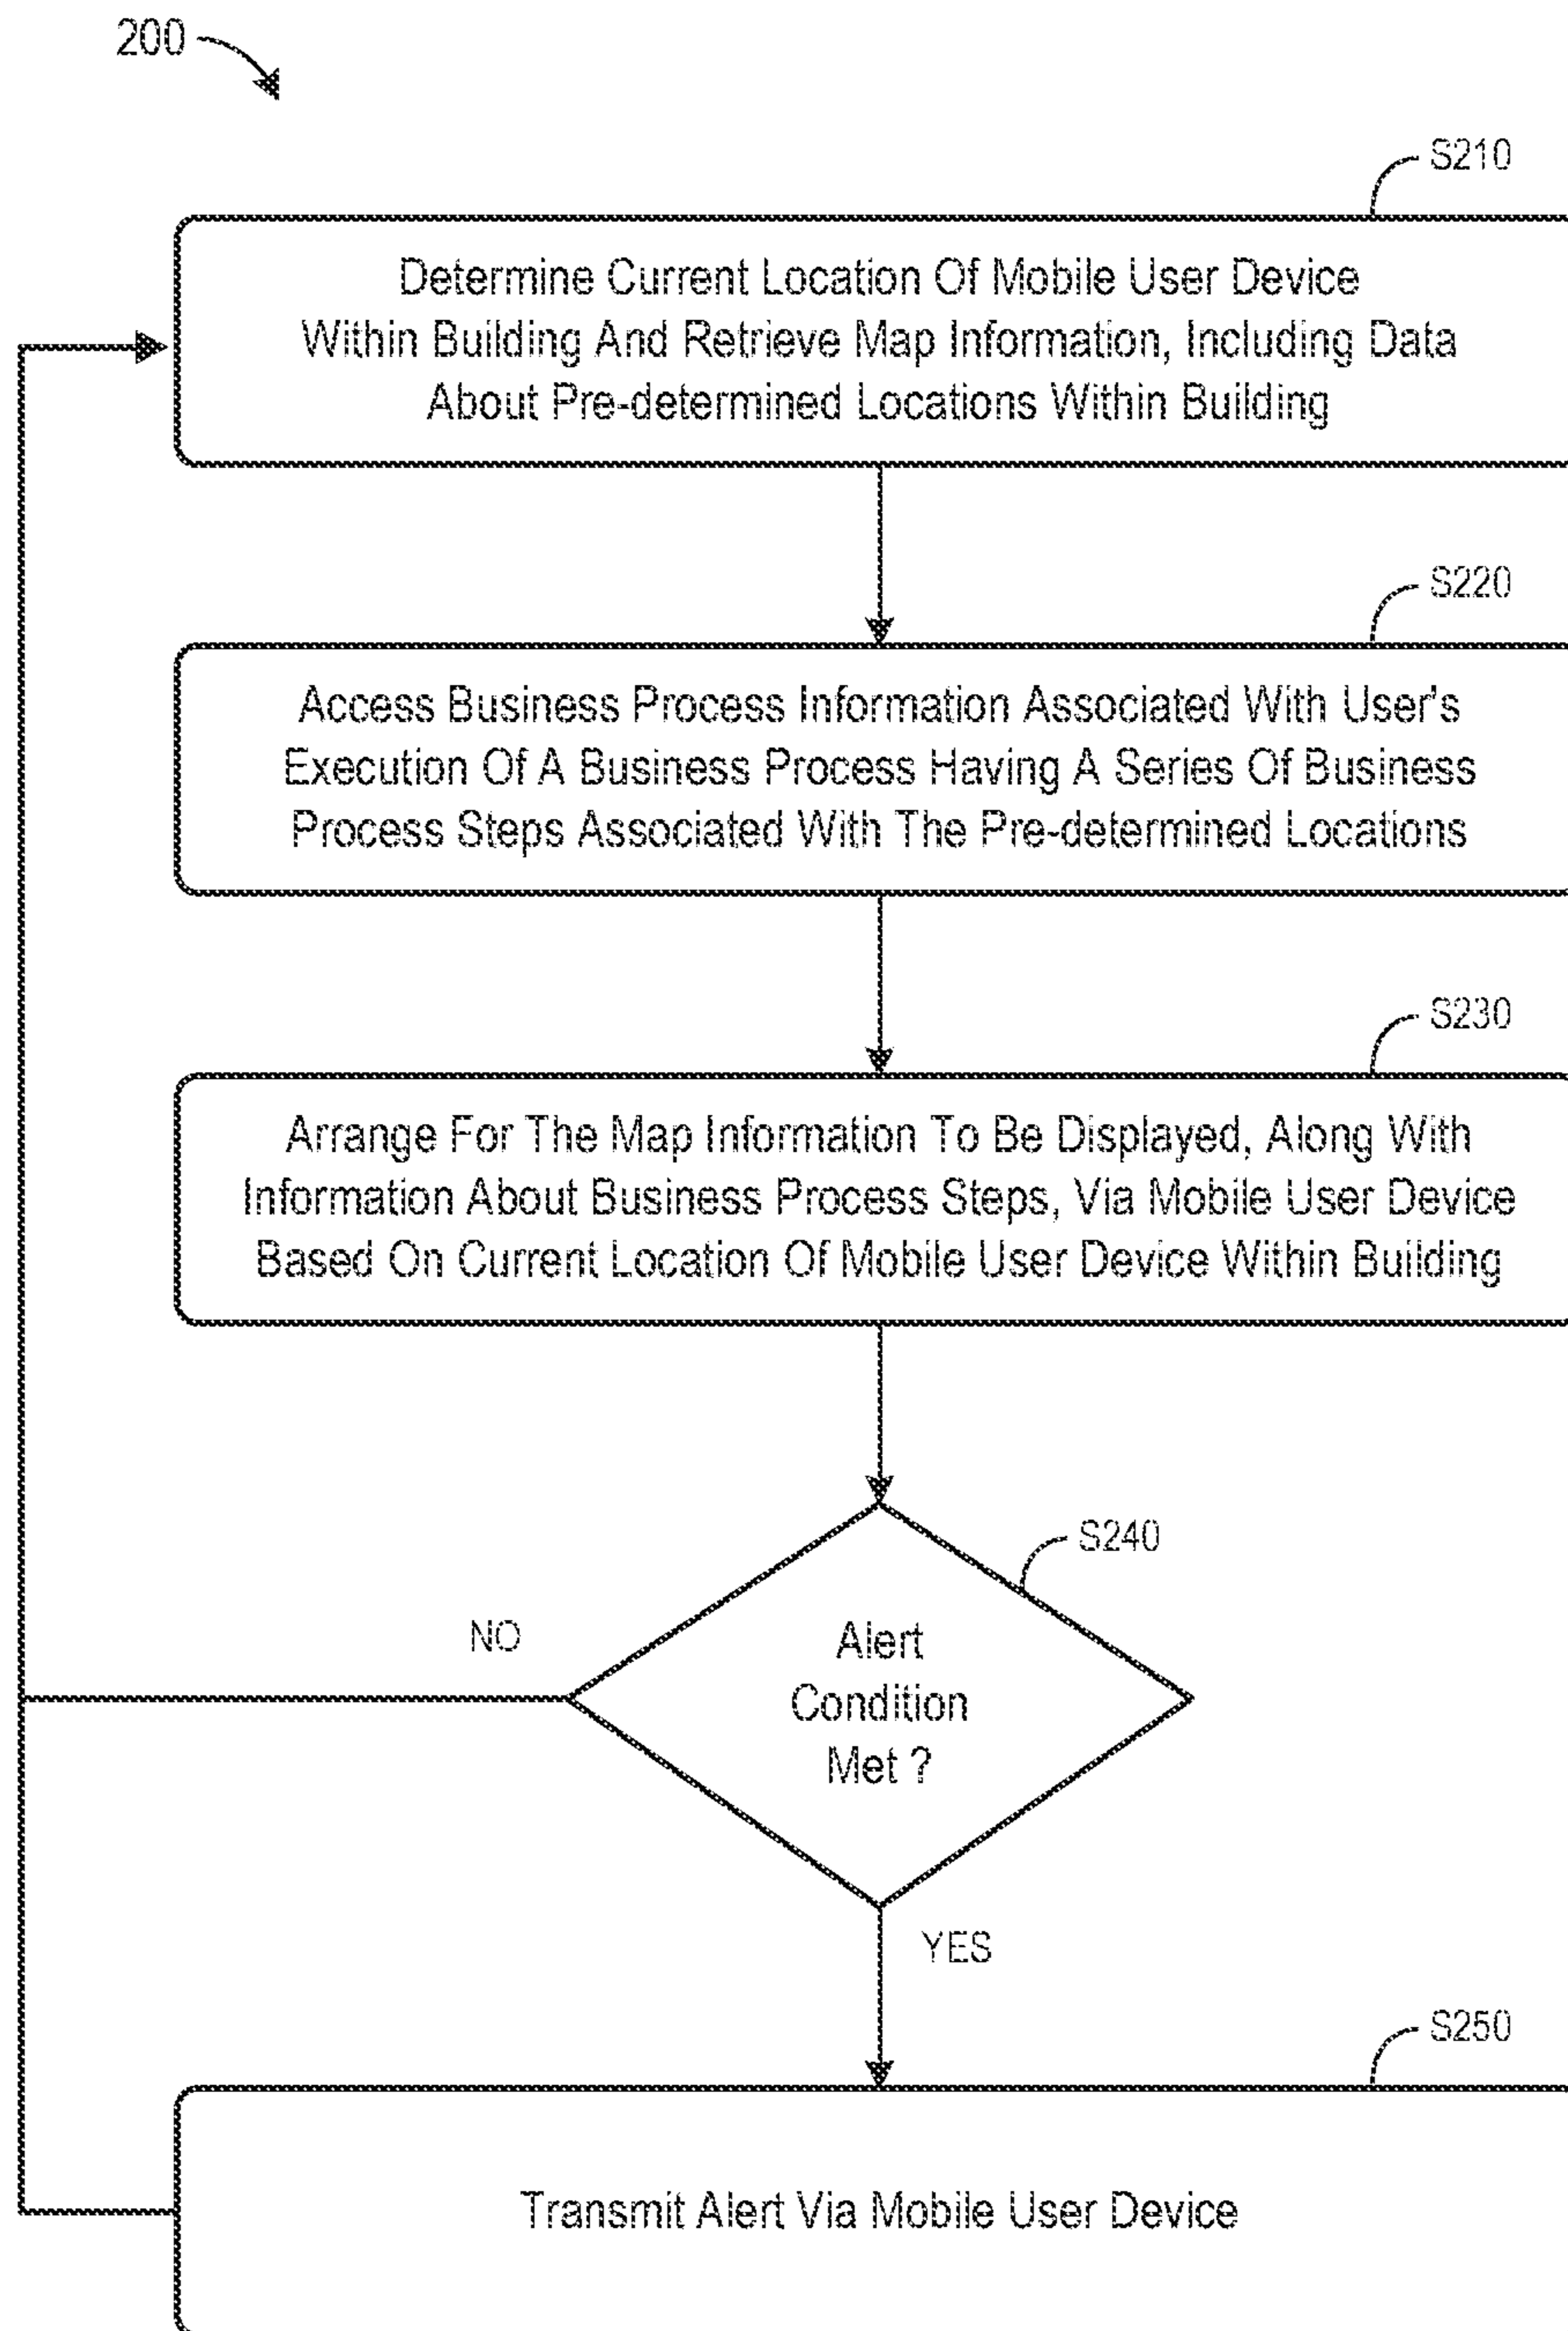 200
S210
Determine Current Location Of Mobile User Device
Within Building And Retrieve Map Information, Including Data
About Pre-determined Locations Within Building
S220
Access Business Process Information Associated With User's
Execution Of A Business Process Having A Series Of Business
Process Steps Associated With The Pre-determined Locations
S230
Arrange For The Map Information To Be Displayed, Along With
Information About Business Process Steps, Via Mobile User Device
Based On Current Location Of Mobile User Device Within Building
S240
NO
Alert
Condition
Met ?
YES
S250
Transmit Alert Via Mobile User Device